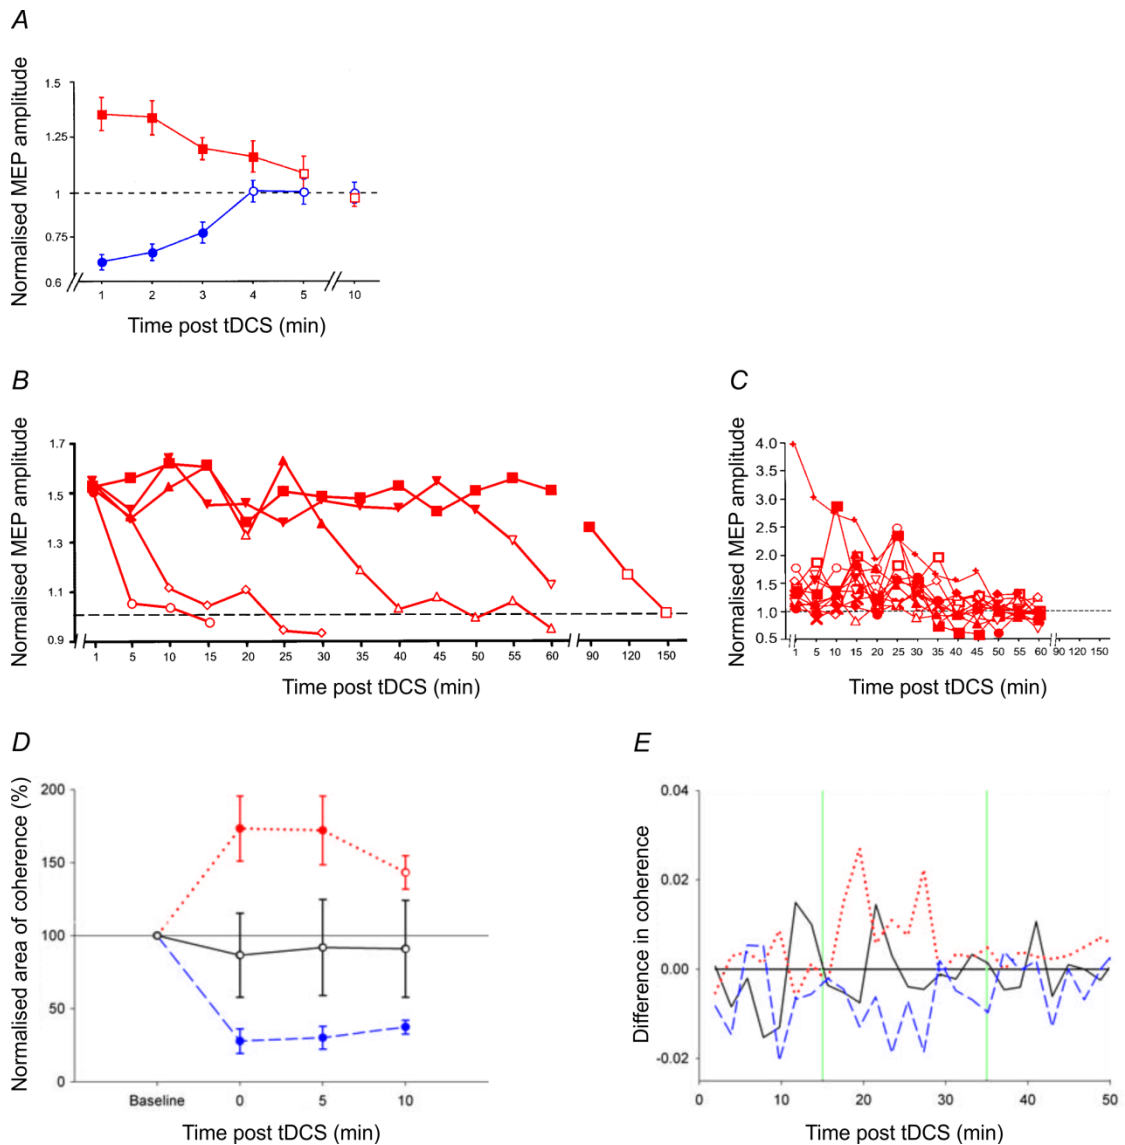 A
Normalised MEP amplitude
1.5
1.25
1
0.75
0.6
1 2 3 4 5 10
Time post tDCS (min)
B
Normalised MEP amplitude
1.7
1.5
1.3
1.1
0.9
1 5 10 15 20 25 30 35 40 45 50 55 60 90 120 150
Time post tDCS (min)
C
Normalised MEP amplitude
4.0
3.5
3.0
2.5
2.0
1.5
1.0
0.5
1 5 10 15 20 25 30 35 40 45 50 55 60 90 120 150
Time post tDCS (min)
D
Normalised area of coherence (%)
200
150
100
50
0
Baseline 0 5 10
Time post tDCS (min)
E
Difference in coherence
0.04
0.02
0.00
-0.02
0 10 20 30 40 50
Time post tDCS (min)